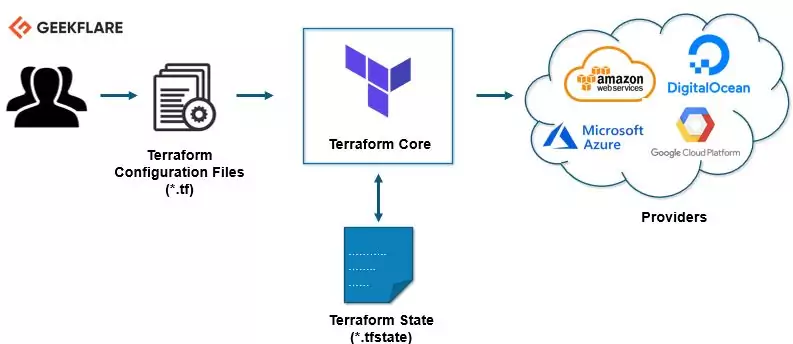 GEEKFLARE
Terraform
Configuration Files
(*.tf)
Terraform Core
Terraform State
(*.tfstate)
amazon
webservices
DigitalOcean
Microsoft
Azure
Google Cloud Platform
Providers